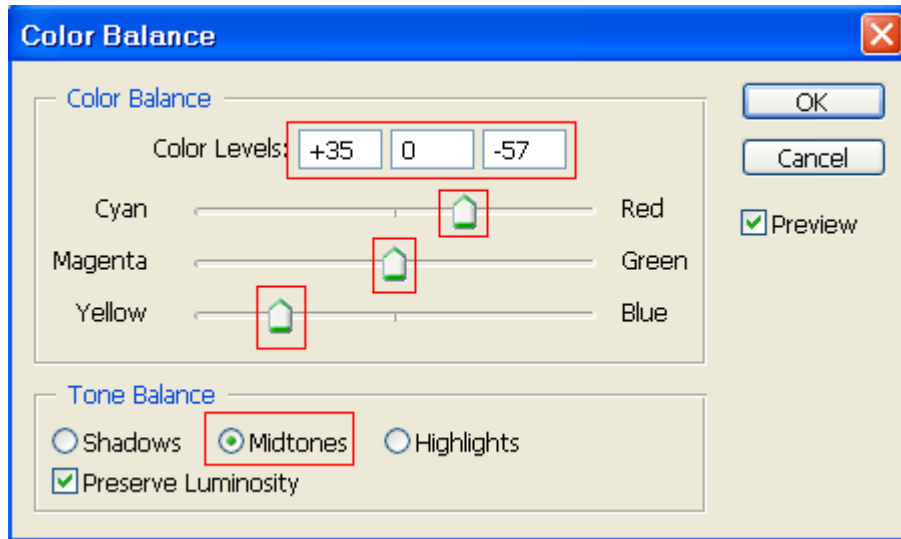 Color Balance
Color Balance
OK
Color Levels: +35 0 -57
Cancel
Cyan Red
Preview
Magenta Green
Yellow Blue
Tone Balance
Shadows Midtones Highlights
Preserve Luminosity